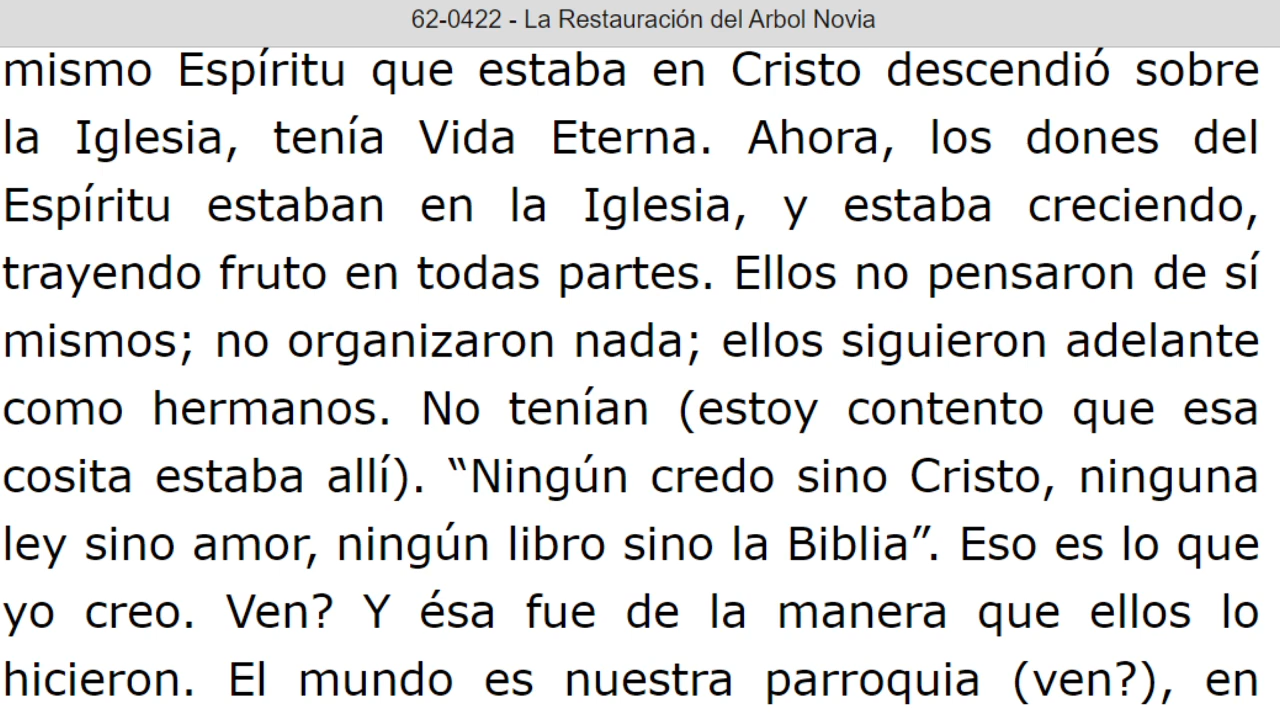 62-0422 - La Restauración del Arbol Novia
mismo Espíritu que estaba en Cristo descendió sobre
la Iglesia, tenía Vida Eterna. Ahora, los dones del
Espíritu estaban en la Iglesia, y estaba creciendo,
trayendo fruto en todas partes. Ellos no pensaron de sí
mismos; no organizaron nada; ellos siguieron adelante
como hermanos. No tenían (estoy contento que esa
cosita estaba allí). “Ningún credo sino Cristo, ninguna
ley sino amor, ningún libro sino la Biblia”. Eso es lo que
yo creo. Ven? Y ésa fue de la manera que ellos lo
hicieron. El mundo es nuestra parroquia (ven?), en